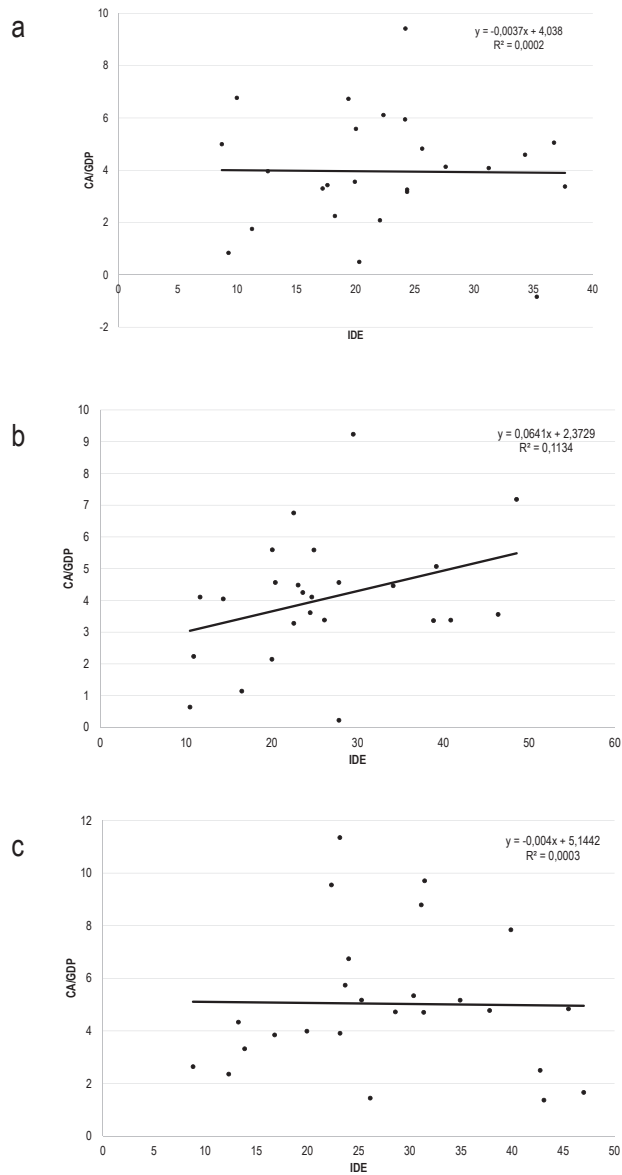 a
10
8
6
4
2
0
-2
CA/GDP
0 5 10 15 20 25 30 35 40
IDE
y = -0,0037x + 4,038
R² = 0,0002
b
10
9
8
7
6
5
4
3
2
1
0
CA/GDP
0 10 20 30 40 50 60
IDE
y = 0,0641x + 2,3729
R² = 0,1134
c
12
10
8
6
4
2
0
CA/GDP
0 5 10 15 20 25 30 35 40 45 50
IDE
y = -0,004x + 5,1442
R² = 0,0003